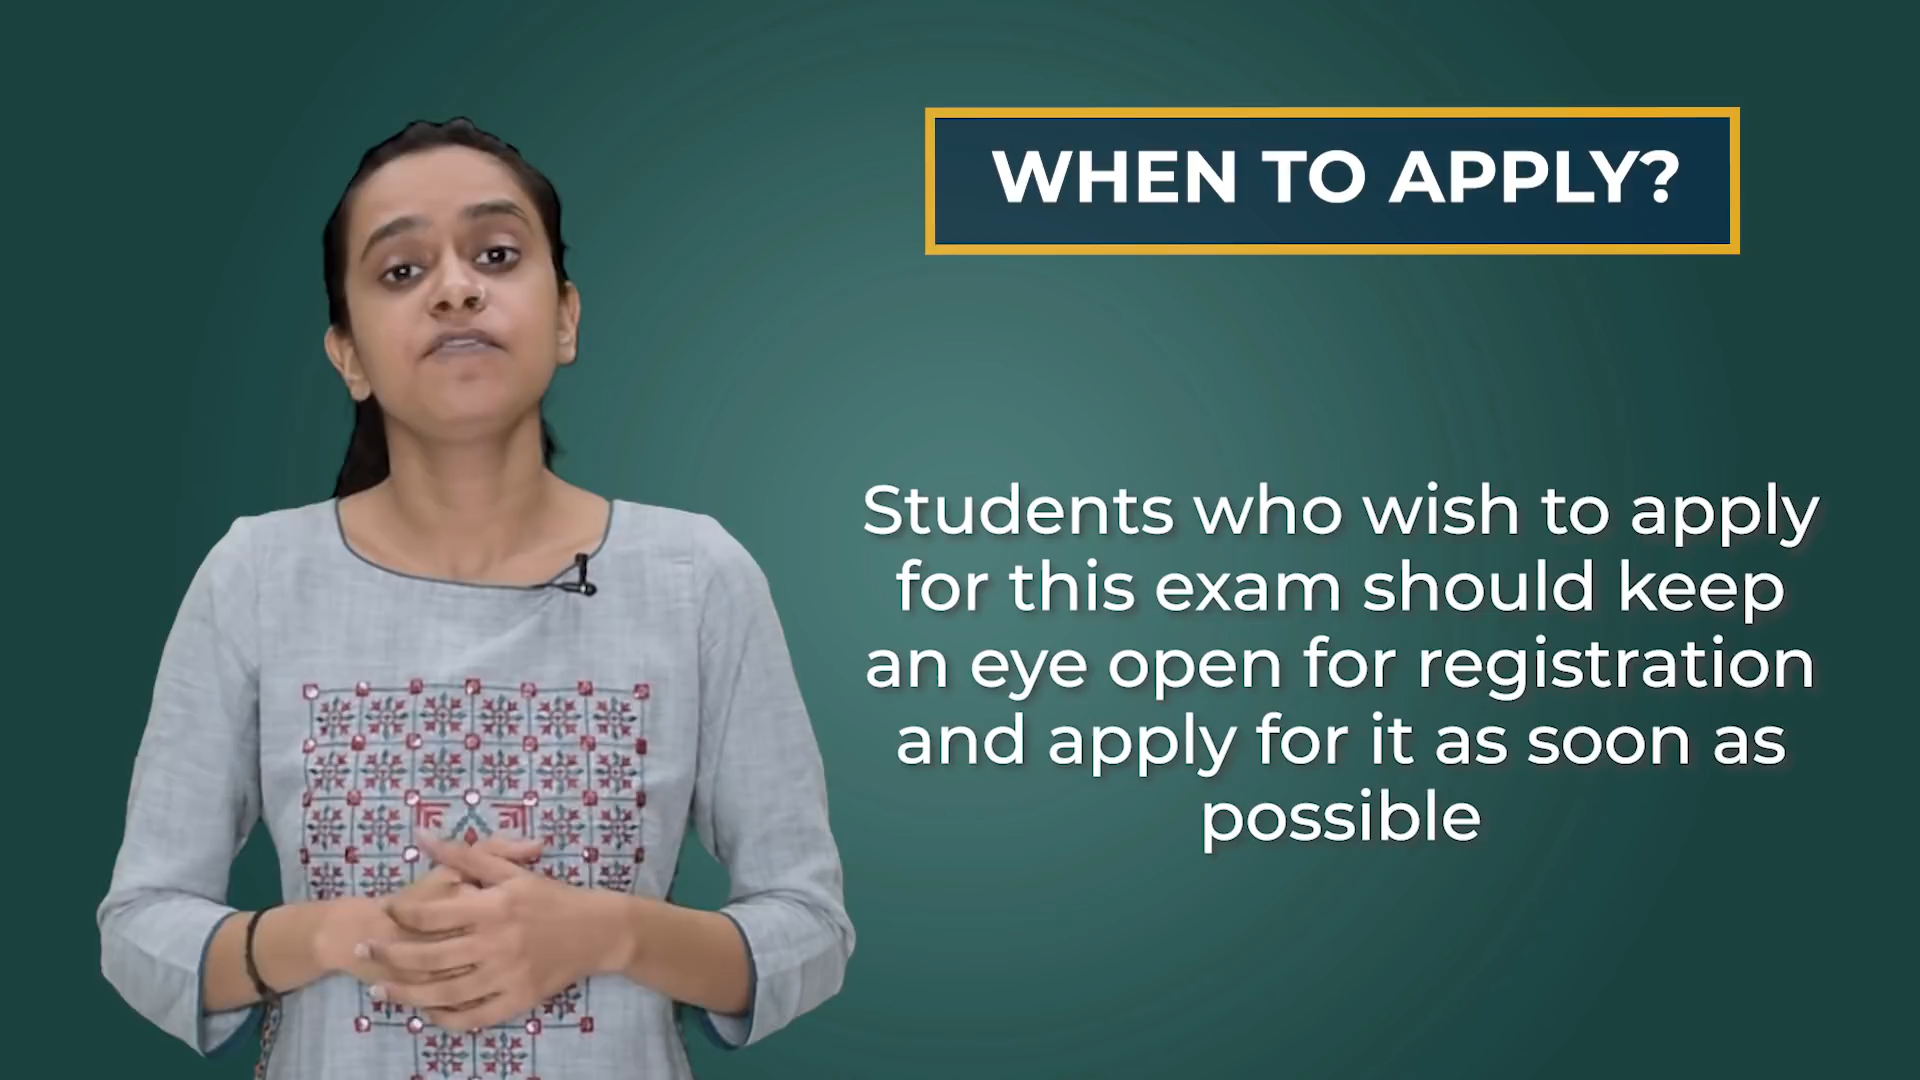 WHEN TO APPLY?
Students who wish to apply
for this exam should keep
an eye open for registration
and apply for it as soon as
possible